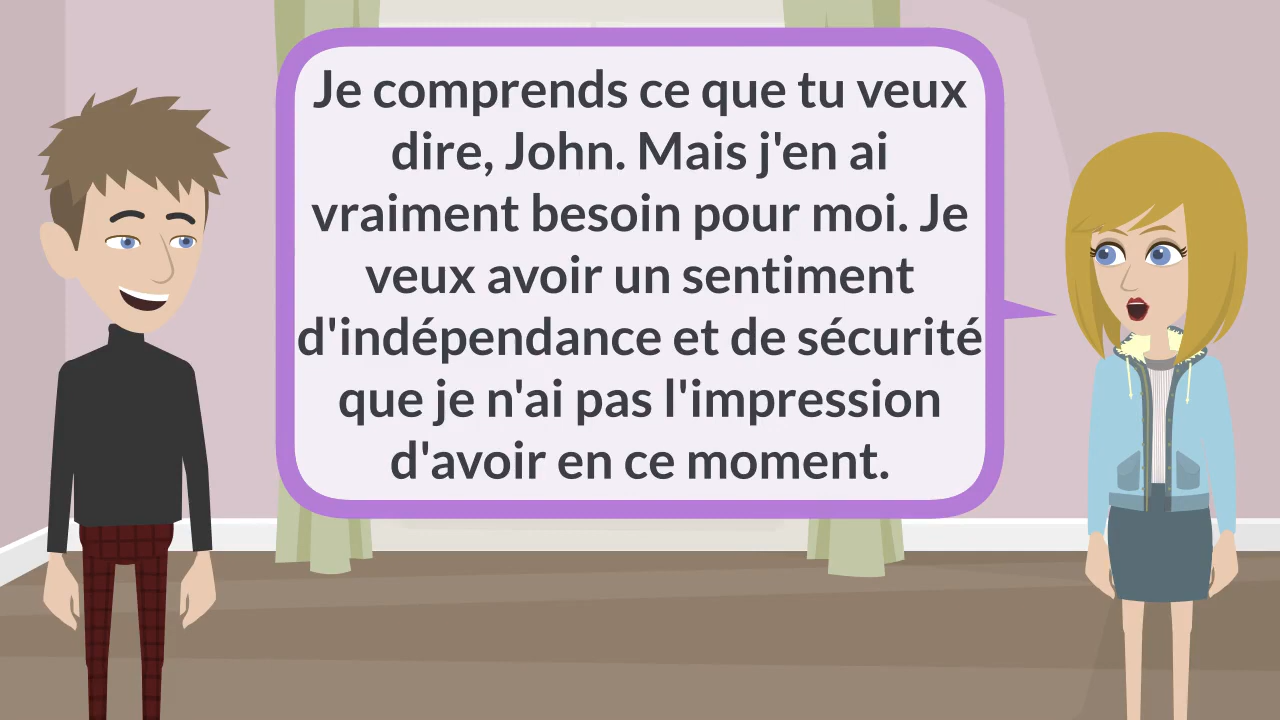 Je comprends ce que tu veux
dire, John. Mais j'en ai
vraiment besoin pour moi. Je
veux avoir un sentiment
d'indépendance et de sécurité
que je n'ai pas l'impression
d'avoir en ce moment.